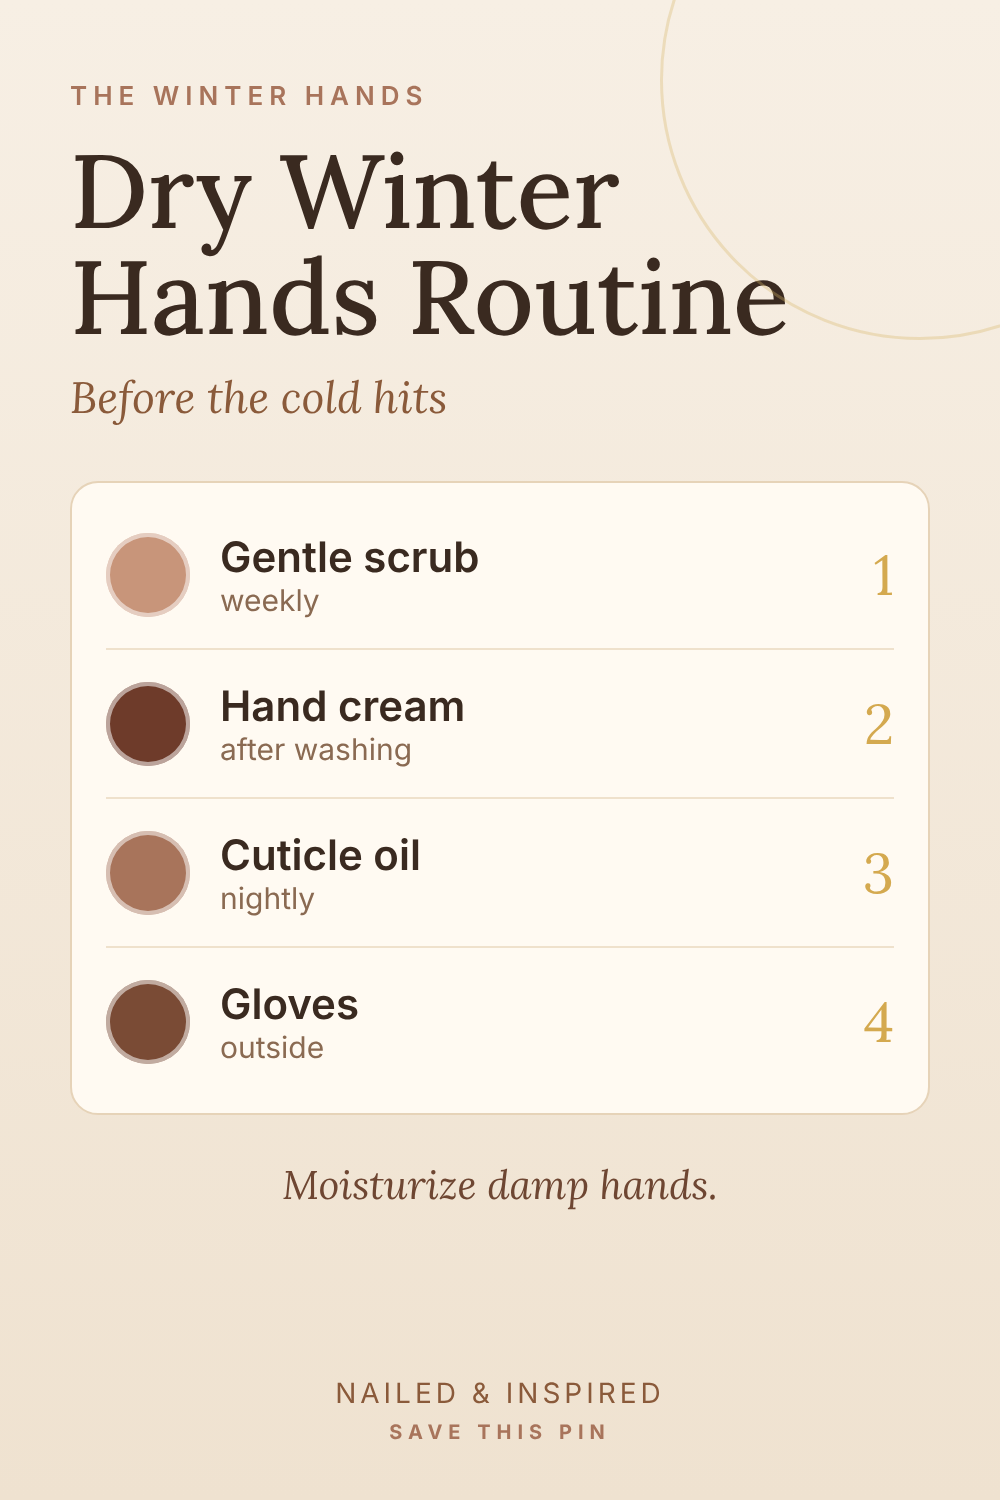 THE WINTER HANDS
Dry Winter
Hands Routine
Before the cold hits
Gentle scrub
weekly
1
Hand cream
after washing
2
Cuticle oil
nightly
3
Gloves
outside
4
Moisturize damp hands.
NAILED & INSPIRED
SAVE THIS PIN